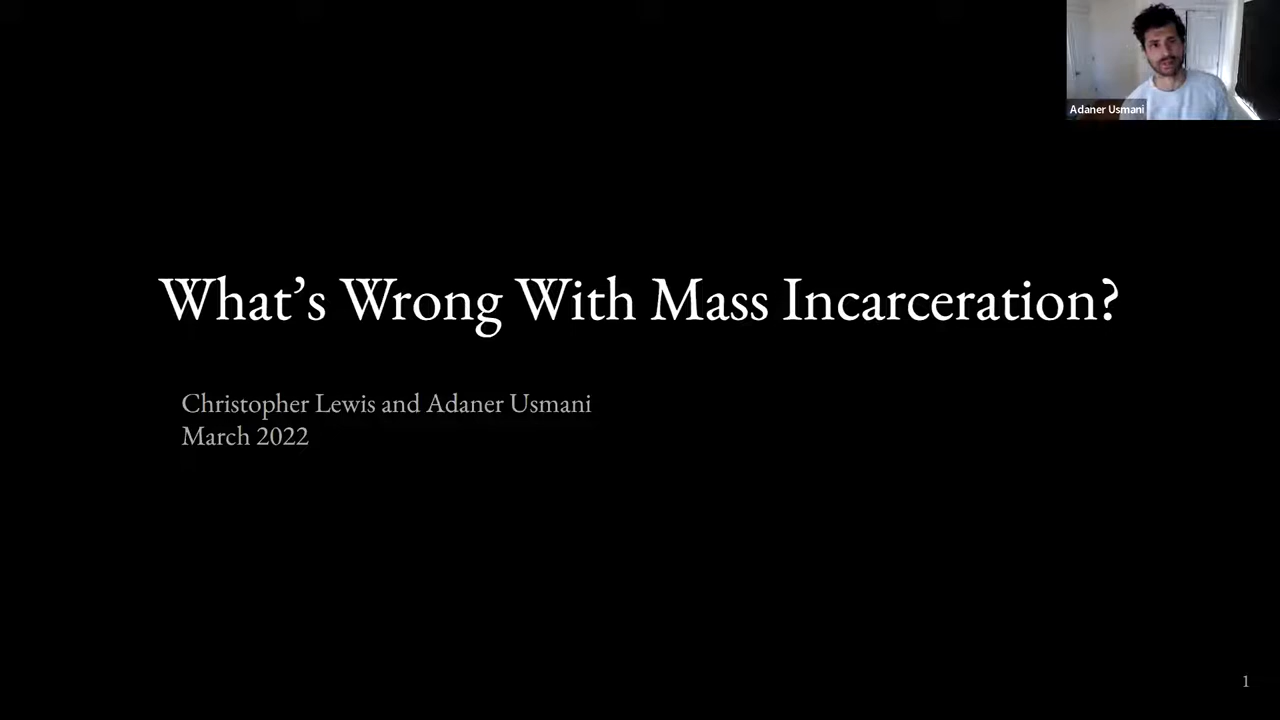 Adaner Usmani
What’s Wrong With Mass Incarceration?
Christopher Lewis and Adaner Usmani
March 2022
1